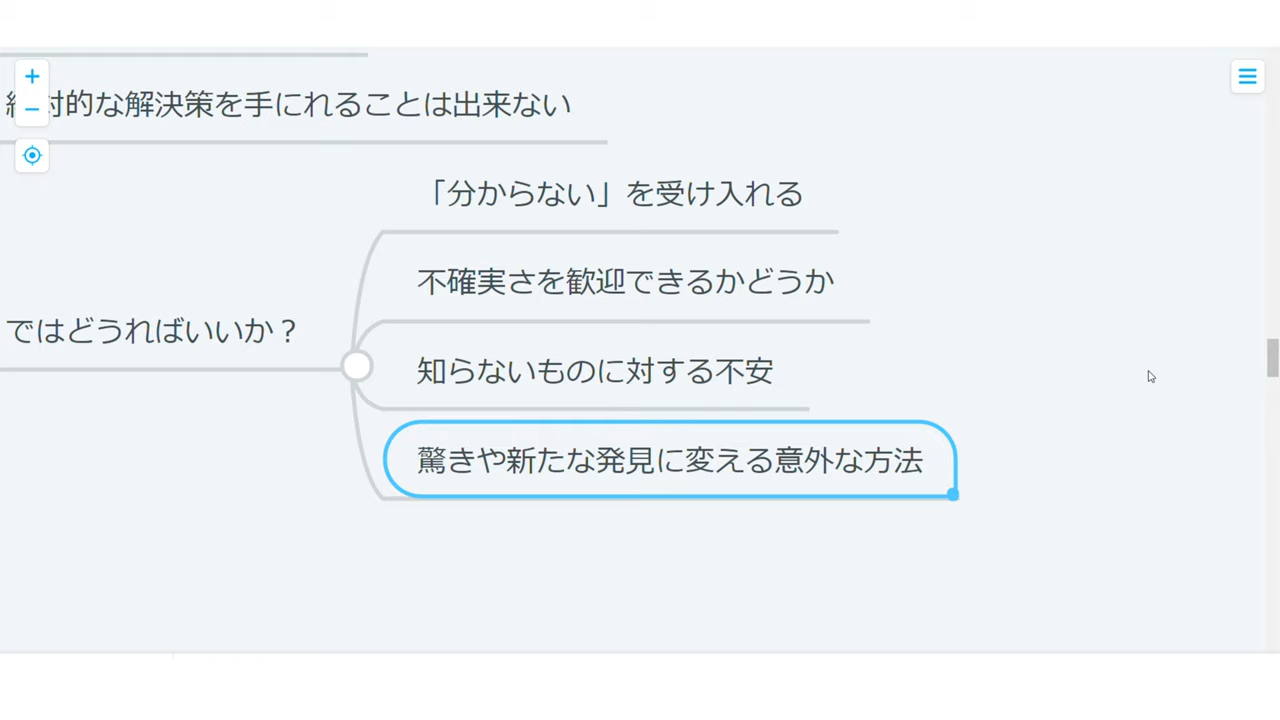 対的な解決策を手にれることは出来ない
「分からない」を受け入れる
不確実さを歓迎できるかどうか
ではどうればいいか？
知らないものに対する不安
驚きや新たな発見に変える意外な方法